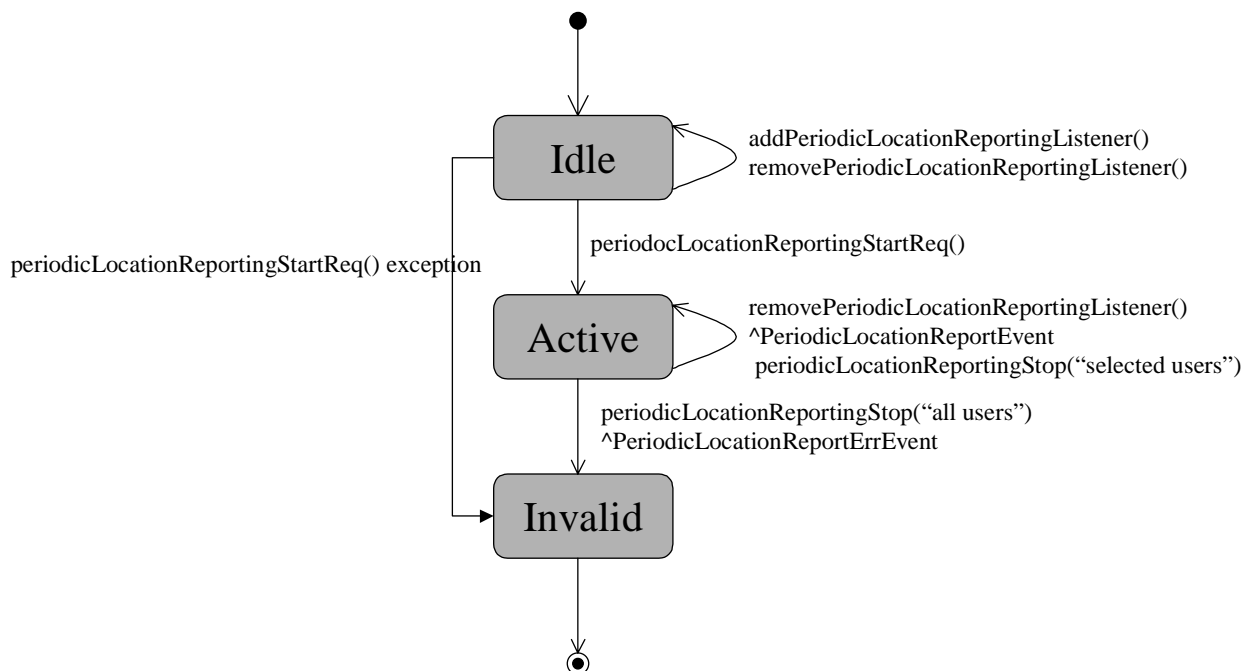 Idle
addPeriodicLocationReportingListener()
removePeriodicLocationReportingListener()
periodocLocationReportingStartReq()
periodicLocationReportingStartReq() exception
Active
removePeriodicLocationReportingListener()
^PeriodicLocationReportEvent
periodicLocationReportingStop(“selected users”)
periodicLocationReportingStop(“all users”)
^PeriodicLocationReportErrEvent
Invalid